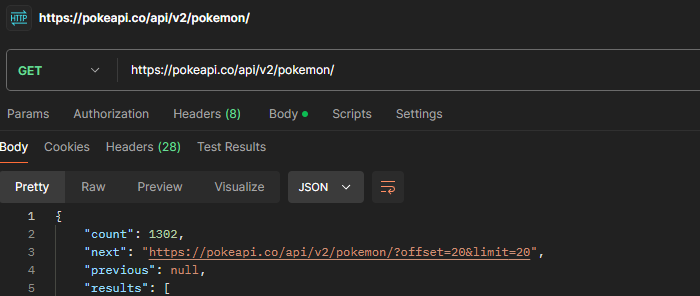 HTTP https://pokeapi.co/api/v2/pokemon/
GET https://pokeapi.co/api/v2/pokemon/
Params Authorization Headers (8) Body Scripts Settings
Body Cookies Headers (28) Test Results
Pretty Raw Preview Visualize JSON
1 {
2 "count": 1302,
3 "next": "https://pokeapi.co/api/v2/pokemon/?offset=20&limit=20",
4 "previous": null,
5 "results": [